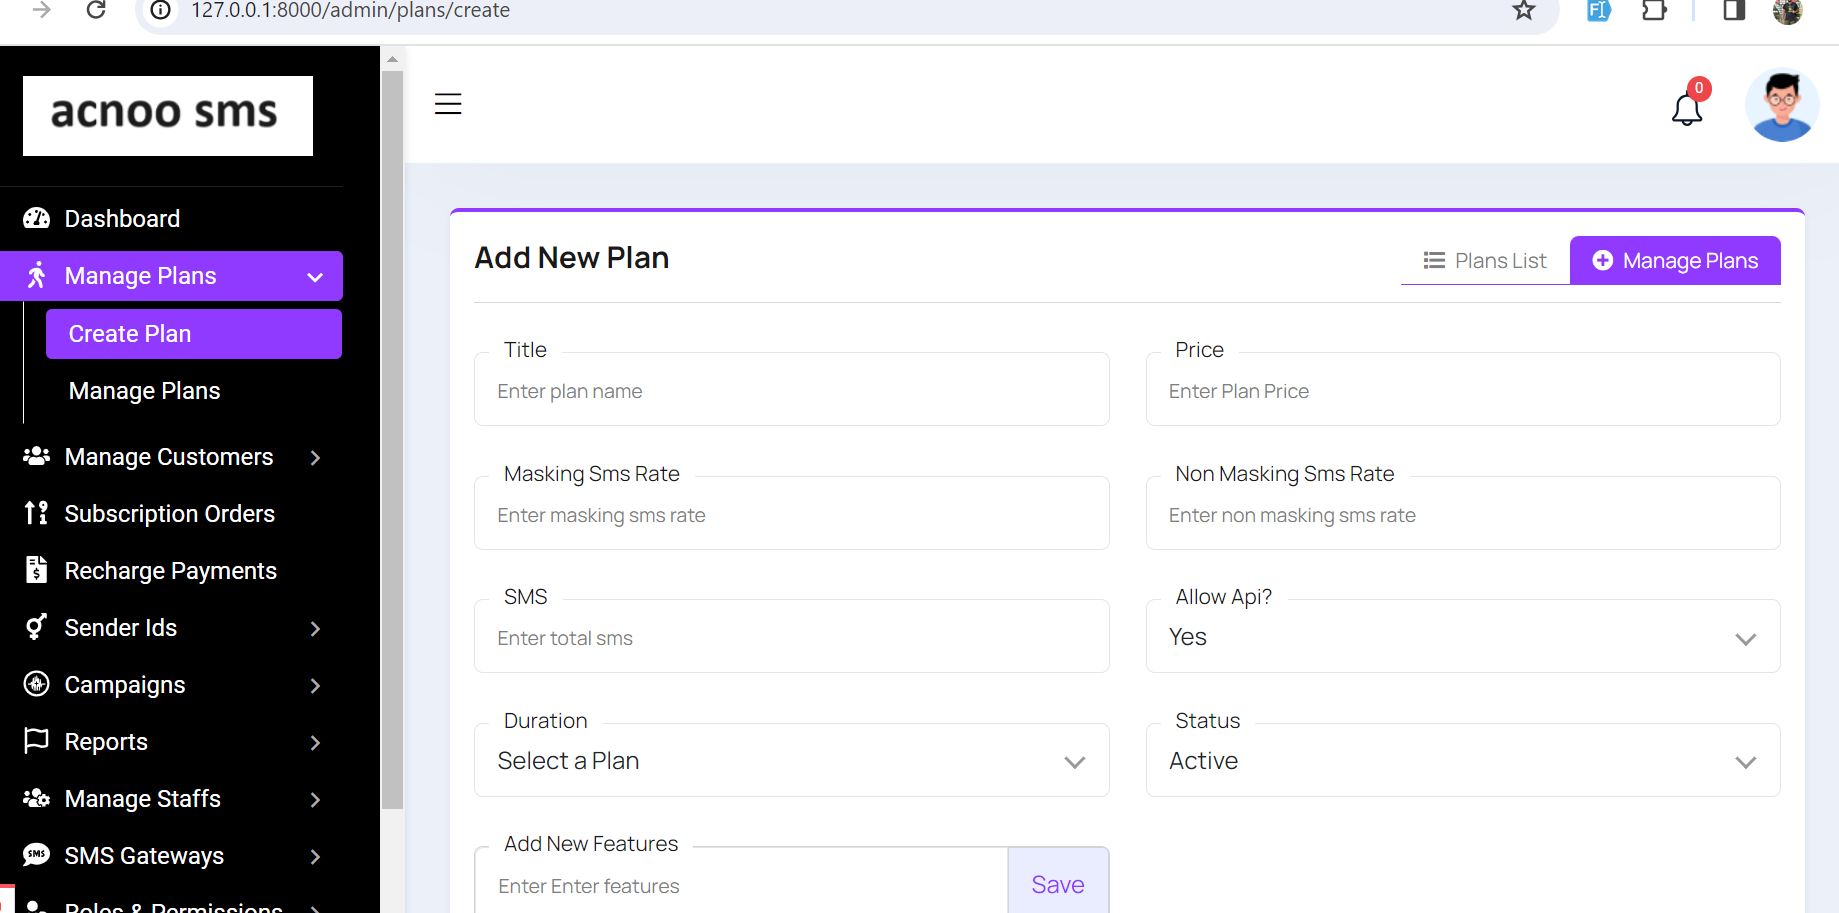 127.0.0.1:8000/admin/plans/create
acnoo sms
0
Dashboard
Manage Plans
Create Plan
Manage Plans
Manage Customers
Subscription Orders
Recharge Payments
Sender Ids
Campaigns
Reports
Manage Staffs
SMS
SMS Gateways
Roles & Permissions
Add New Plan
Plans List
Manage Plans
Title
Enter plan name
Price
Enter Plan Price
Masking Sms Rate
Enter masking sms rate
Non Masking Sms Rate
Enter non masking sms rate
SMS
Enter total sms
Allow Api?
Yes
Duration
Select a Plan
Status
Active
Add New Features
Enter Enter features
Save